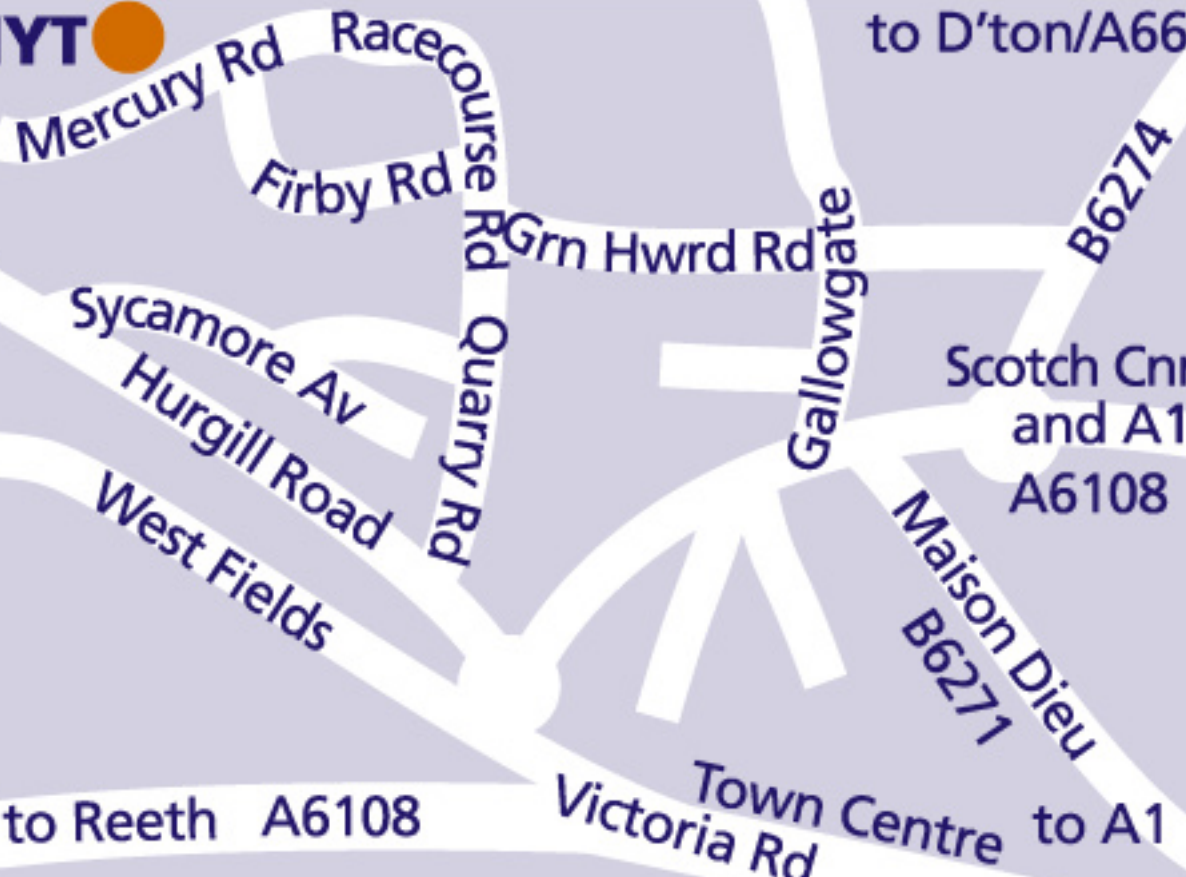 YT
to D'ton/A66
Racecourse Rd
Mercury Rd
Firby Rd
B6274
Grn Hwrd Rd
Gallowgate
Sycamore Av
Quarry Rd
Hurgill Road
Scotch Cnr
and A1
A6108
West Fields
Maison Dieu
B6271
Town Centre
to Reeth A6108
Victoria Rd
to A1